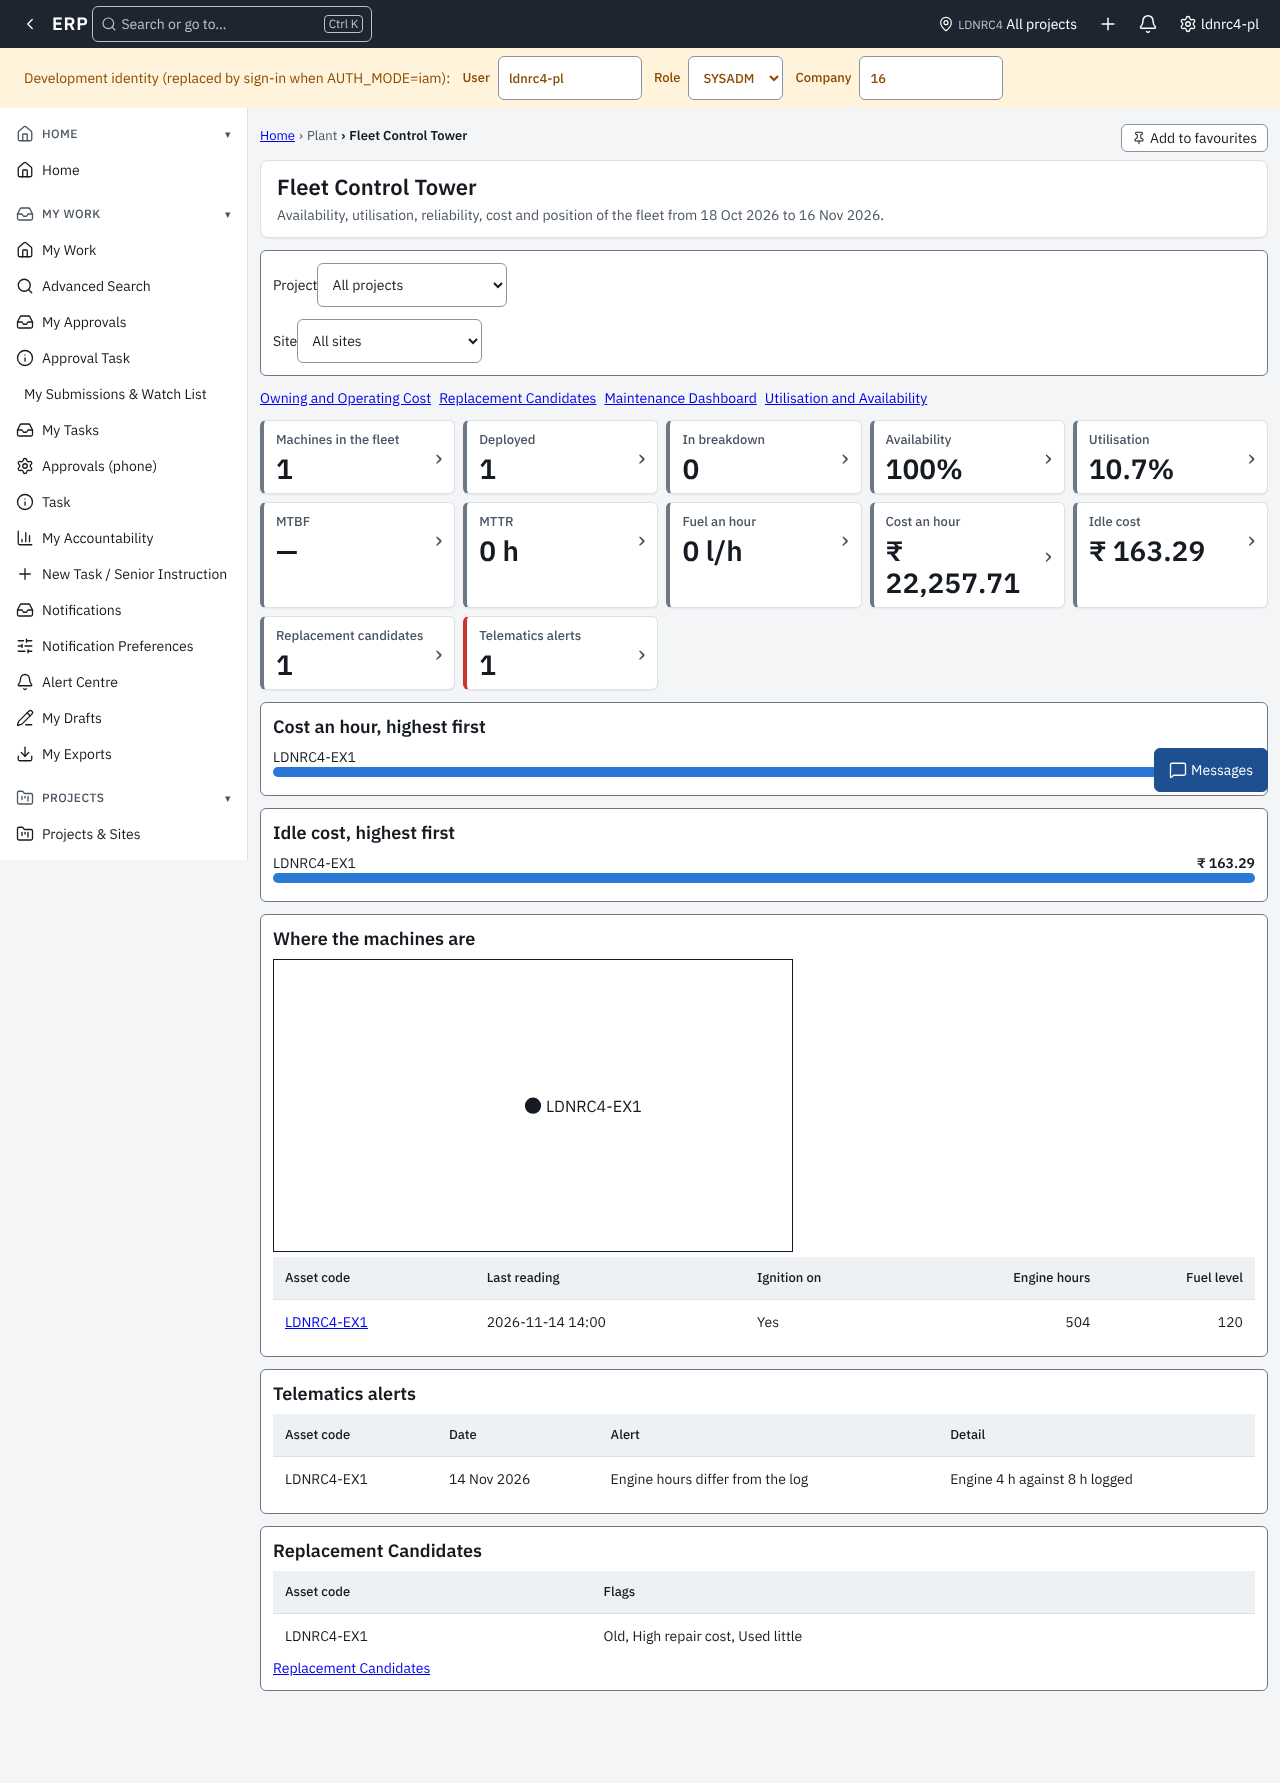 ERP
Search or go to...
Ctrl K
LDNRC4 All projects
ldnrc4-pl
Development identity (replaced by sign-in when AUTH_MODE=iam):
User
ldnrc4-pl
Role
SYSADM
Company
16
HOME
Home
MY WORK
My Work
Advanced Search
My Approvals
Approval Task
My Submissions & Watch List
My Tasks
Approvals (phone)
Task
My Accountability
New Task / Senior Instruction
Notifications
Notification Preferences
Alert Centre
My Drafts
My Exports
PROJECTS
Projects & Sites
Home › Plant › Fleet Control Tower
Add to favourites
Fleet Control Tower
Availability, utilisation, reliability, cost and position of the fleet from 18 Oct 2026 to 16 Nov 2026.
Project
All projects
Site
All sites
Owning and Operating Cost Replacement Candidates Maintenance Dashboard Utilisation and Availability
Machines in the fleet
1
Deployed
1
In breakdown
0
Availability
100%
Utilisation
10.7%
MTBF
—
MTTR
0 h
Fuel an hour
0 l/h
Cost an hour
₹
22,257.71
Idle cost
₹ 163.29
Replacement candidates
1
Telematics alerts
1
Cost an hour, highest first
LDNRC4-EX1
Messages
Idle cost, highest first
LDNRC4-EX1
₹ 163.29
Where the machines are
LDNRC4-EX1
Asset code Last reading Ignition on Engine hours Fuel level
LDNRC4-EX1 2026-11-14 14:00 Yes 504 120
Telematics alerts
Asset code Date Alert Detail
LDNRC4-EX1 14 Nov 2026 Engine hours differ from the log Engine 4 h against 8 h logged
Replacement Candidates
Asset code Flags
LDNRC4-EX1 Old, High repair cost, Used little
Replacement Candidates